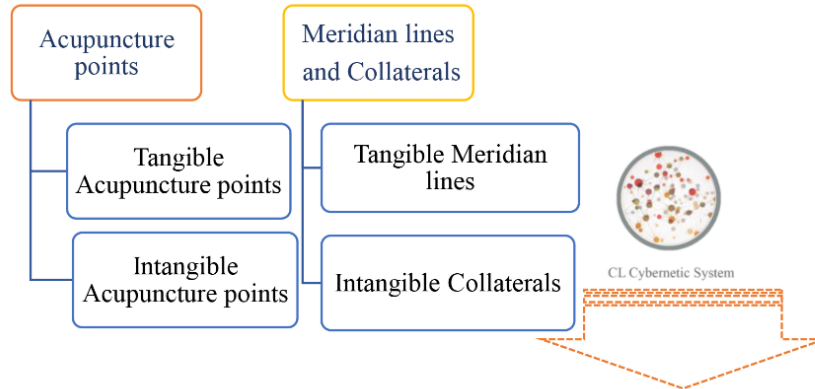 Acupuncture
points
Meridian lines
and Collaterals
Tangible
Acupuncture points
Tangible Meridian
lines
Intangible
Acupuncture points
Intangible Collaterals
CL Cybernetic System